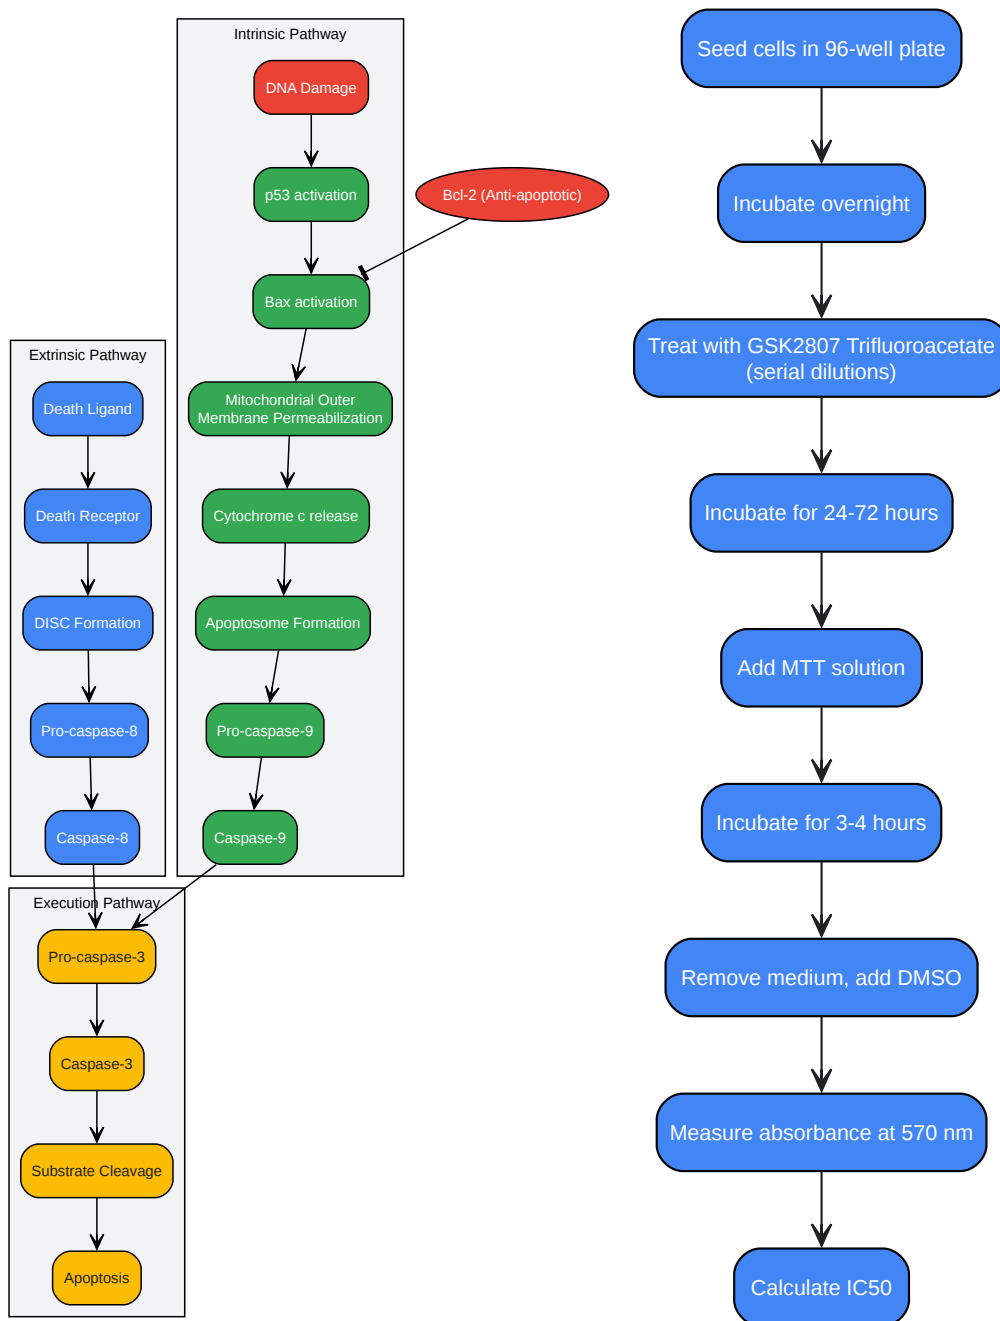 Intrinsic Pathway
DNA Damage
p53 activation
Bcl-2 (Anti-apoptotic)
Bax activation
Mitochondrial Outer
Membrane Permeabilization
Cytochrome c release
Apoptosome Formation
Pro-caspase-9
Caspase-9
Extrinsic Pathway
Death Ligand
Death Receptor
DISC Formation
Pro-caspase-8
Caspase-8
Execution Pathway
Pro-caspase-3
Caspase-3
Substrate Cleavage
Apoptosis
Seed cells in 96-well plate
Incubate overnight
Treat with GSK2807 Trifluoroacetate
(serial dilutions)
Incubate for 24-72 hours
Add MTT solution
Incubate for 3-4 hours
Remove medium, add DMSO
Measure absorbance at 570 nm
Calculate IC50